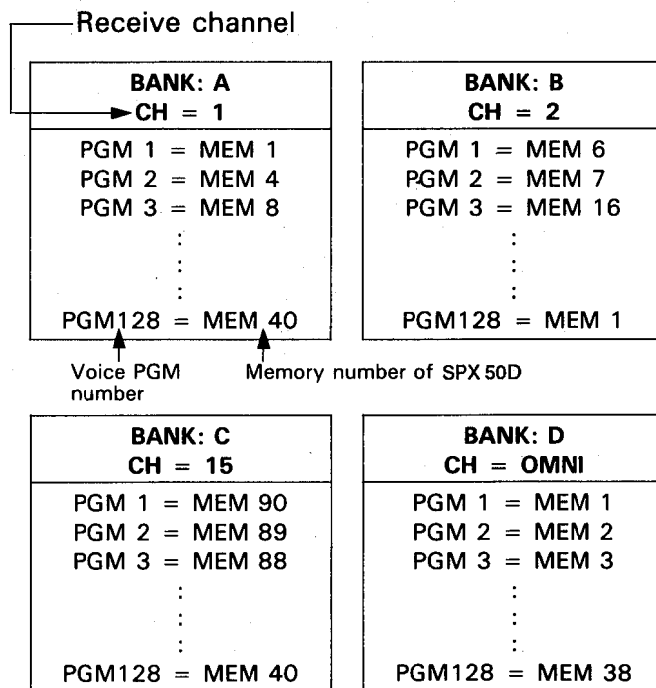 Receive channel
BANK: A
CH = 1
PGM 1 = MEM 1
PGM 2 = MEM 4
PGM 3 = MEM 8
:
:
PGM128 = MEM 40
Voice PGM
number
Memory number of SPX50D
BANK: B
CH = 2
PGM 1 = MEM 6
PGM 2 = MEM 7
PGM 3 = MEM 16
:
:
PGM128 = MEM 1
BANK: C
CH = 15
PGM 1 = MEM 90
PGM 2 = MEM 89
PGM 3 = MEM 88
:
:
PGM128 = MEM 40
BANK: D
CH = OMNI
PGM 1 = MEM 1
PGM 2 = MEM 2
PGM 3 = MEM 3
:
:
PGM128 = MEM 38